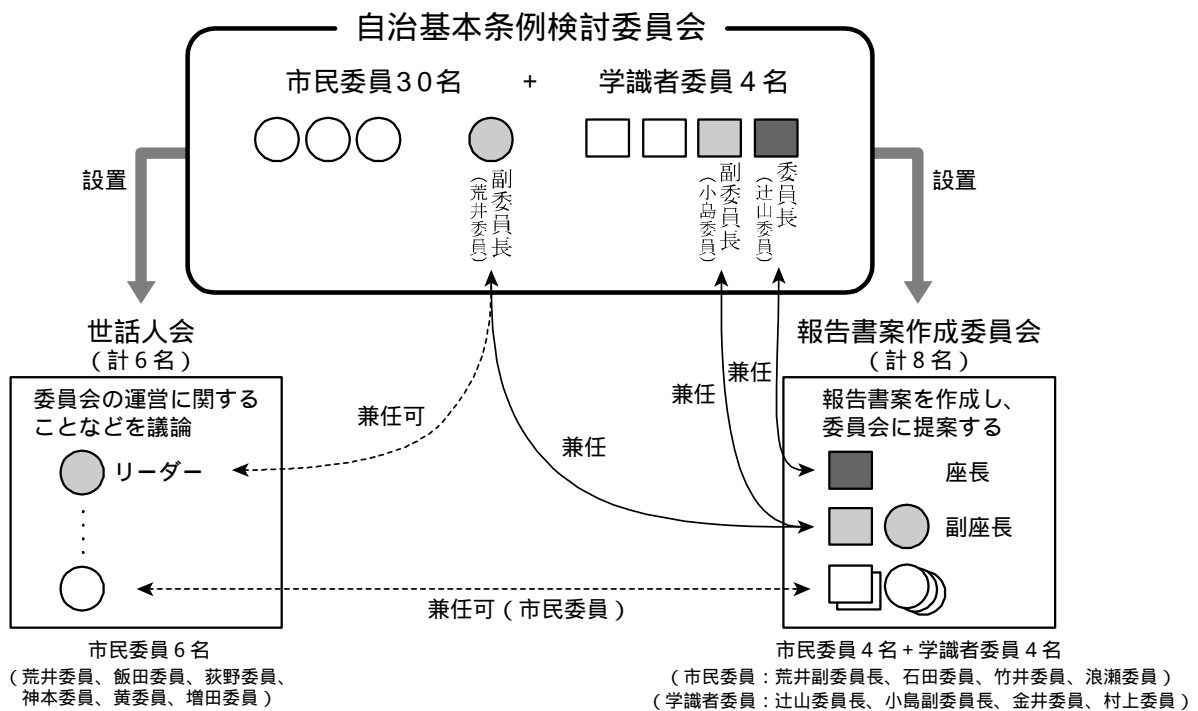 自治基本条例検討委員会
市民委員30名 + 学識者委員4名
副委員長
(荒井委員)
副委員長
(小島委員)
委員長
(辻山委員)
設置
設置
世話人会
(計6名)
委員会の運営に関する
ことなどを議論
リーダー
市民委員6名
(荒井委員、飯田委員、荻野委員、
神本委員、黄委員、増田委員)
兼任可
兼任
兼任
兼任
兼任可(市民委員)
報告書案作成委員会
(計8名)
報告書案を作成し、
委員会に提案する
座長
副座長
市民委員4名+学識者委員4名
(市民委員:荒井副委員長、石田委員、竹井委員、浪瀬委員)
(学識者委員:辻山委員長、小島副委員長、金井委員、村上委員)